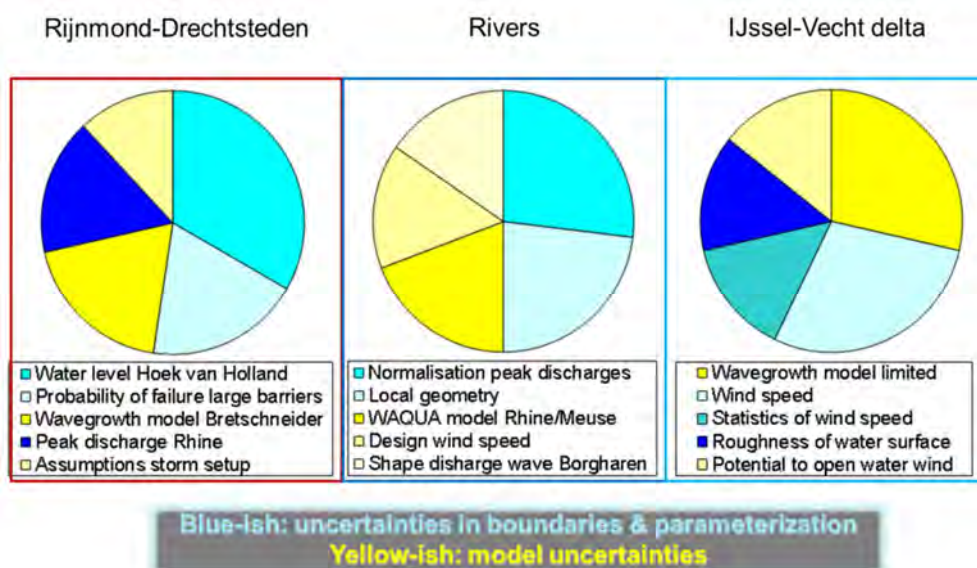 Rijnmond-Drechtsteden
Rivers
IJssel-Vecht delta
Water level Hoek van Holland
Probability of failure large barriers
Wavegrowth model Bretschneider
Peak discharge Rhine
Assumptions storm setup
Normalisation peak discharges
Local geometry
WAQUA model Rhine/Meuse
Design wind speed
Shape disharge wave Borgharen
Wavegrowth model limited
Wind speed
Statistics of wind speed
Roughness of water surface
Potential to open water wind
Blue-ish: uncertainties in boundaries & parameterization
Yellow-ish: model uncertainties